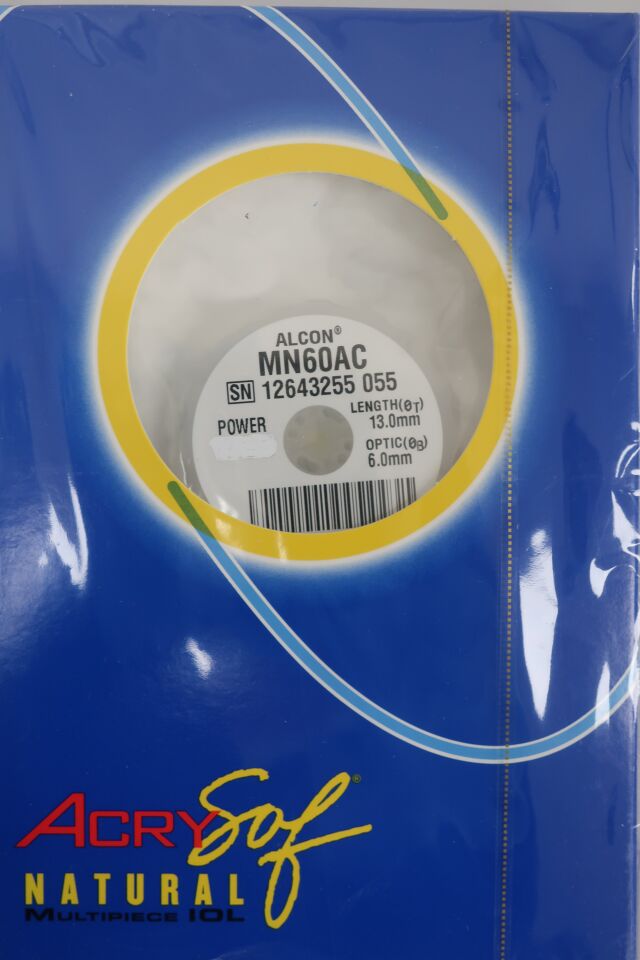 ALCON®
MN60AC
SN 12643255 055
POWER
LENGTH(ØT)
13.0mm
OPTIC(ØB)
6.0mm
ACRYSof®
NATURAL
MULTIPIECE IOL